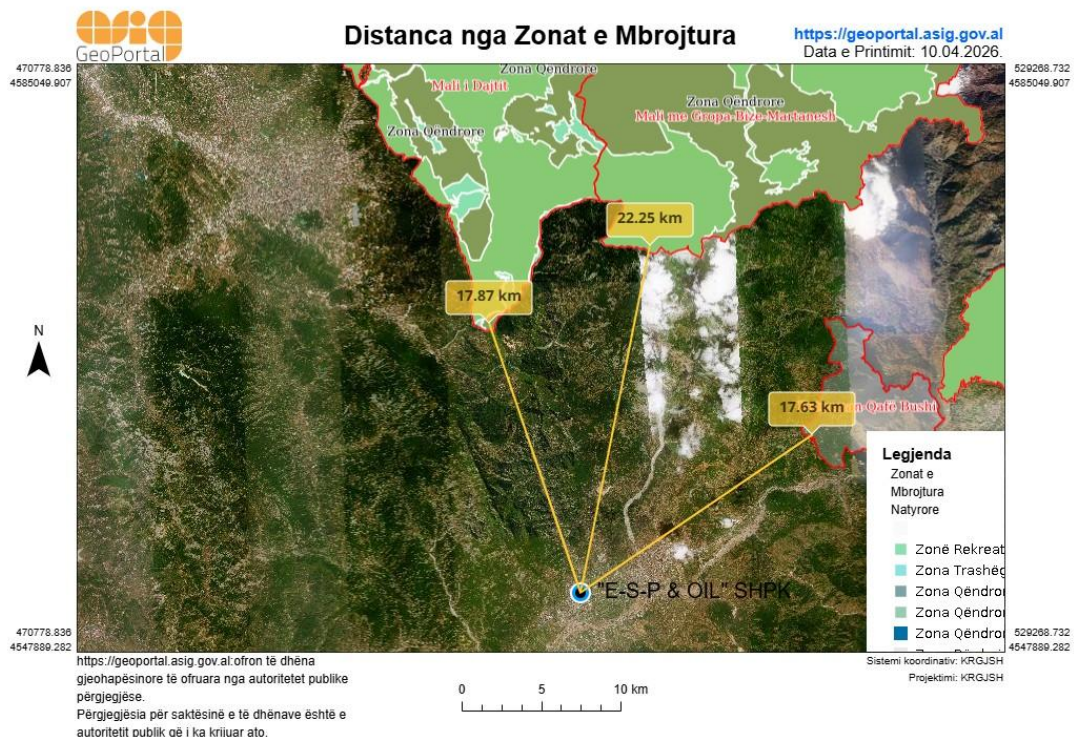 asig
GeoPortal
Distanca nga Zonat e Mbrojtura
https://geoportal.asig.gov.al
Data e Printimit: 10.04.2026.
470778.836
4585049.907
529268.732
4585049.907
Zona Qëndrore
Mali i Dajtit
Zona Qëndrore
Zona Qëndrore
Mali me Gropa-Bize-Martanesh
22.25 km
17.87 km
17.63 km
n-Qafë Bushi
N
"E-S-P & OIL" SHPK
Legjenda
Zonat e
Mbrojtura
Natyrore
Zonë Rekreat
Zona Trashëg
Zona Qëndror
Zona Qëndror
Zona Qëndror
470778.836
4547889.282
529268.732
4547889.282
https://geoportal.asig.gov.al:ofron të dhëna
gjeohapësinore të ofruara nga autoritetet publike
përgjegjëse.
Përgjegjësia për saktësinë e të dhënave është e
autoritetit publik që i ka krijuar ato.
0 5 10 km
Sistemi koordinativ: KRGJSH
Projektimi: KRGJSH